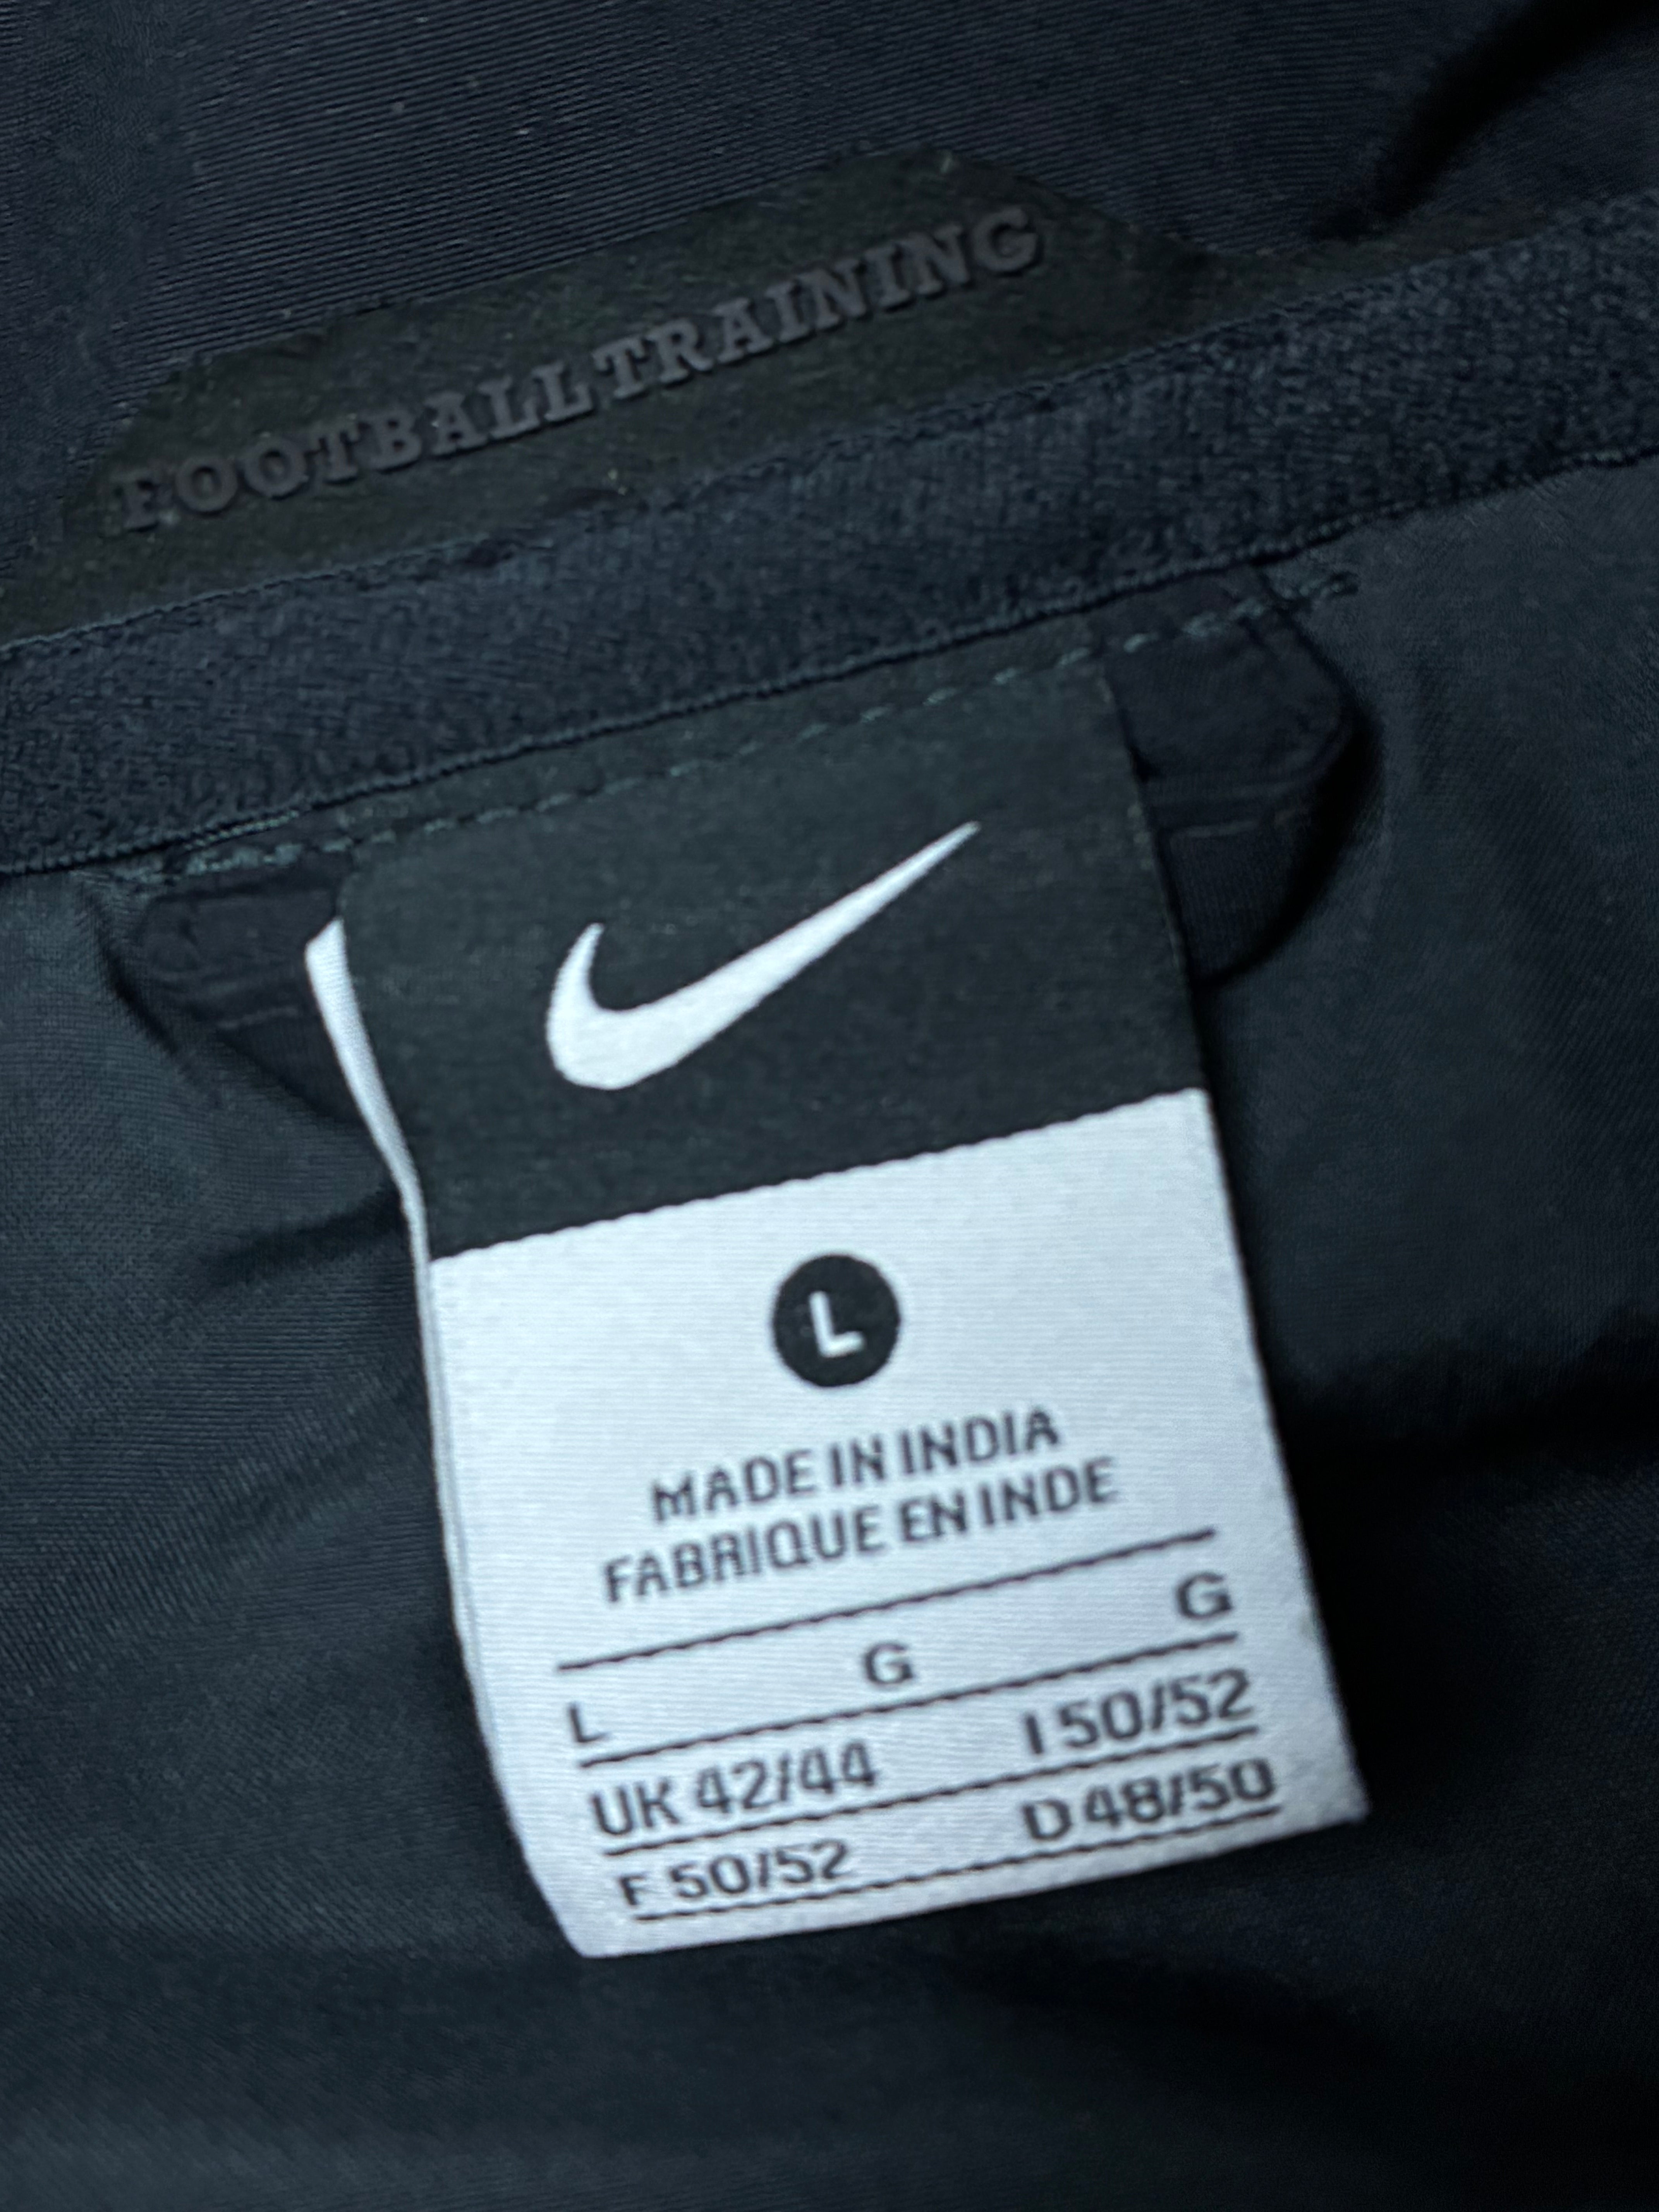 FOOTBALL TRAINING
L
MADE IN INDIA
FABRIQUE EN INDE
L G G
UK 42/44 I 50/52
F 50/52 D 48/50